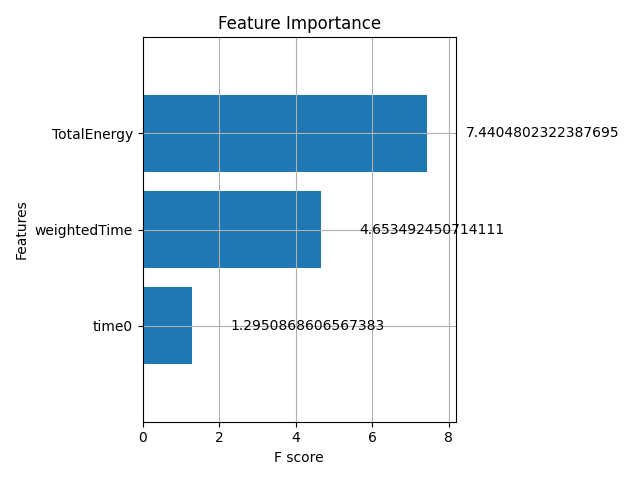 Feature Importance
TotalEnergy
7.4404802322387695
weightedTime
4.653492450714111
time0
1.2950868606567383
Features
0 2 4 6 8
F score